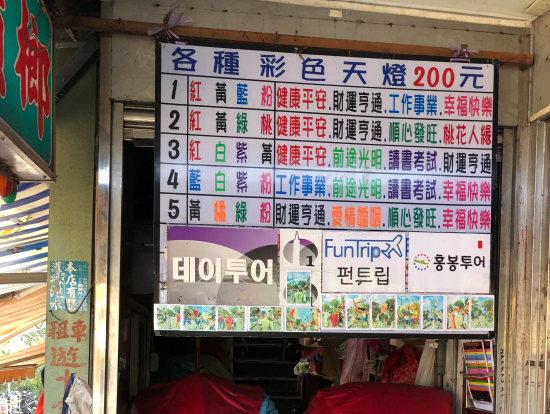 各種彩色天燈200元
1 紅 黃 藍 粉 健康平安.財運亨通.工作事業.幸福快樂
2 紅 黃 綠 桃 健康平安.財運亨通.順心發旺.桃花人緣
3 紅 白 紫 黃 健康平安.前途光明.讀書考試.財運亨通
4 藍 白 紫 粉 工作事業.前途光明.讀書考試.幸福快樂
5 黃 橘 綠 粉 財運亨通.愛情婚姻.順心發旺.幸福快樂
데이투어
1
FunTrip
펀트립
홍봉투어
鄉
本店有
租車
遊